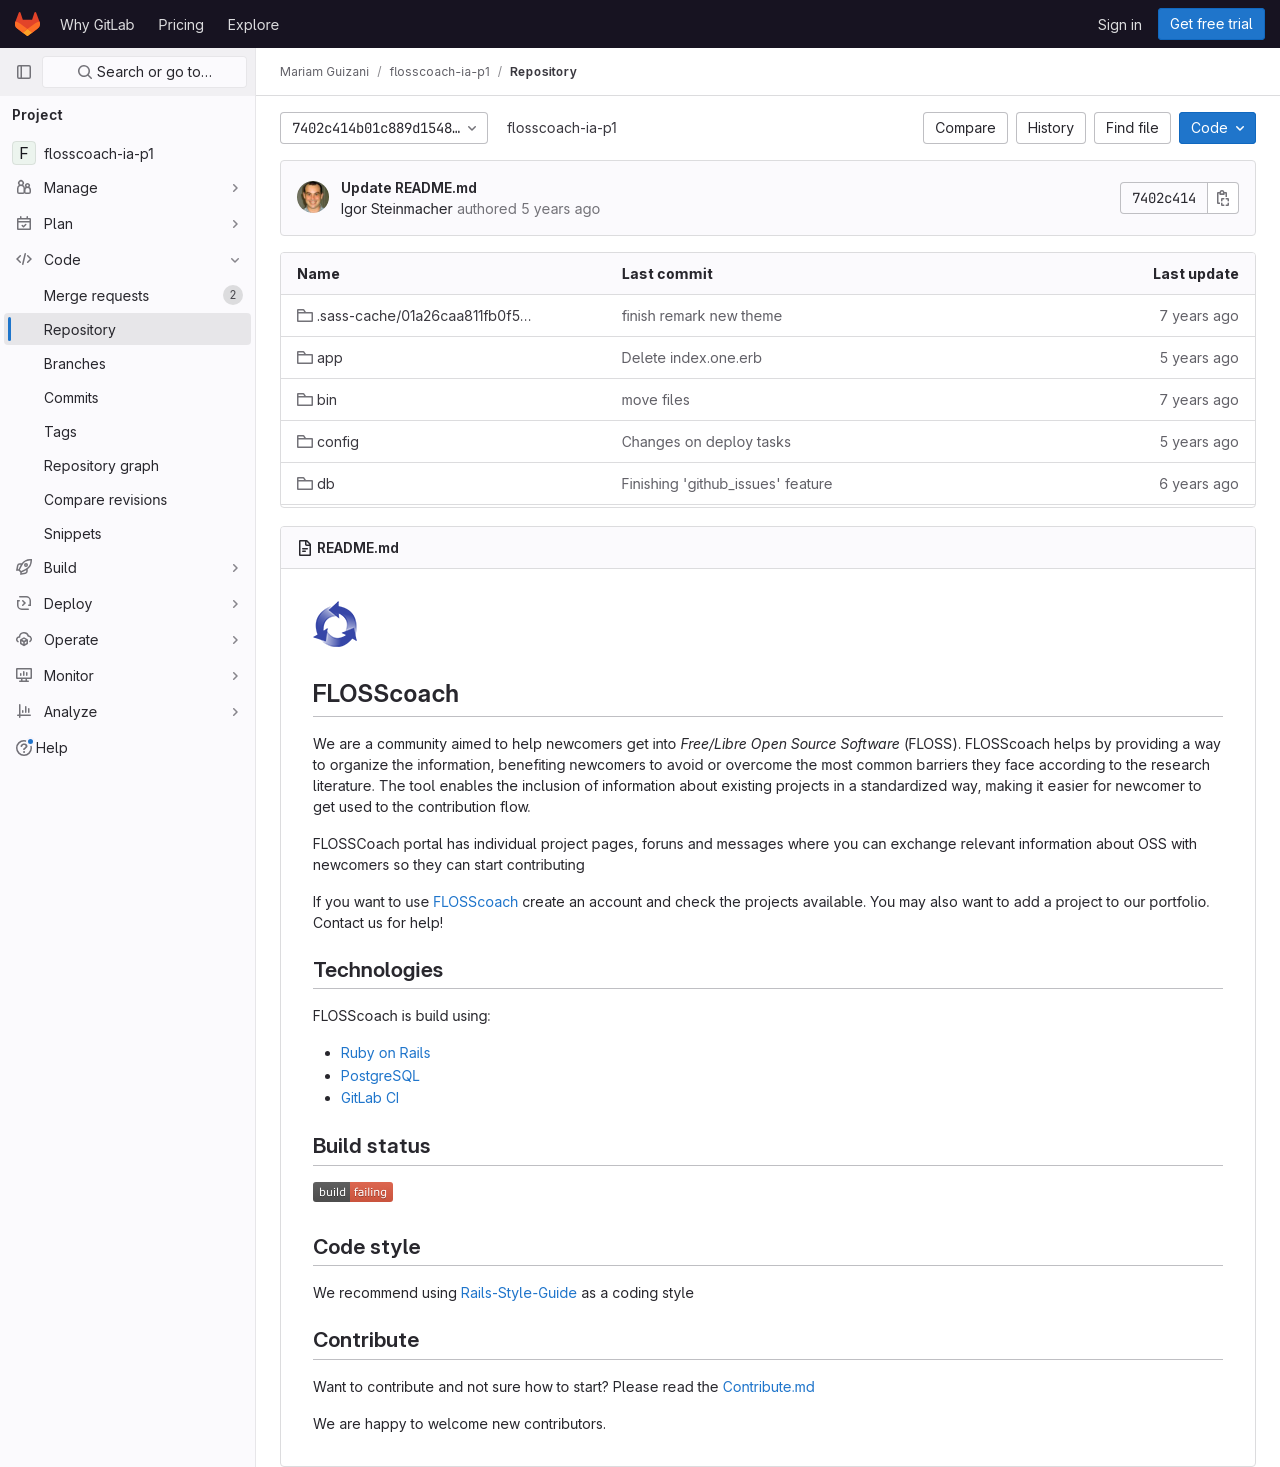 Why GitLab Pricing Explore Sign in Get free trial
Search or go to…
Mariam Guizani / flosscoach-ia-p1 / Repository
Project
F flosscoach-ia-p1
Manage
Plan
Code
Merge requests 2
Repository
Branches
Commits
Tags
Repository graph
Compare revisions
Snippets
Build
Deploy
Operate
Monitor
Analyze
Help
7402c414b01c889d1548… flosscoach-ia-p1 Compare History Find file Code
Update README.md
Igor Steinmacher authored 5 years ago
7402c414
Name Last commit Last update
.sass-cache/01a26caa811fb0f5… finish remark new theme 7 years ago
app Delete index.one.erb 5 years ago
bin move files 7 years ago
config Changes on deploy tasks 5 years ago
db Finishing 'github_issues' feature 6 years ago
README.md
FLOSScoach
We are a community aimed to help newcomers get into Free/Libre Open Source Software (FLOSS). FLOSScoach helps by providing a way
to organize the information, benefiting newcomers to avoid or overcome the most common barriers they face according to the research
literature. The tool enables the inclusion of information about existing projects in a standardized way, making it easier for newcomer to
get used to the contribution flow.
FLOSSCoach portal has individual project pages, foruns and messages where you can exchange relevant information about OSS with
newcomers so they can start contributing
If you want to use FLOSScoach create an account and check the projects available. You may also want to add a project to our portfolio.
Contact us for help!
Technologies
FLOSScoach is build using:
Ruby on Rails
PostgreSQL
GitLab CI
Build status
build failing
Code style
We recommend using Rails-Style-Guide as a coding style
Contribute
Want to contribute and not sure how to start? Please read the Contribute.md
We are happy to welcome new contributors.